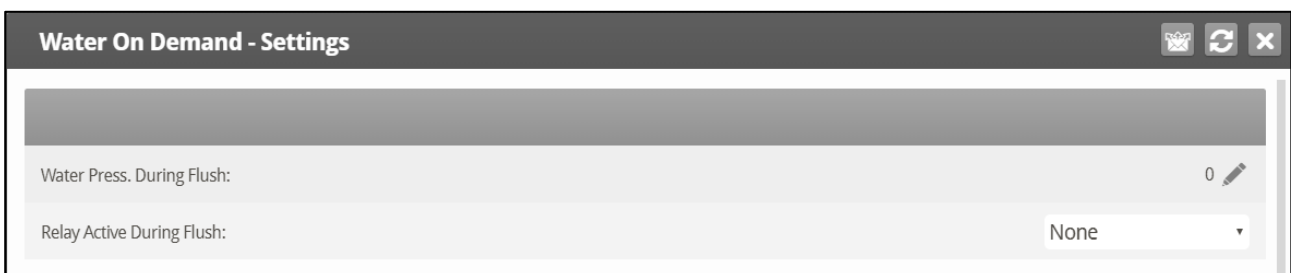 Water On Demand - Settings
Water Press. During Flush: 0
Relay Active During Flush: None